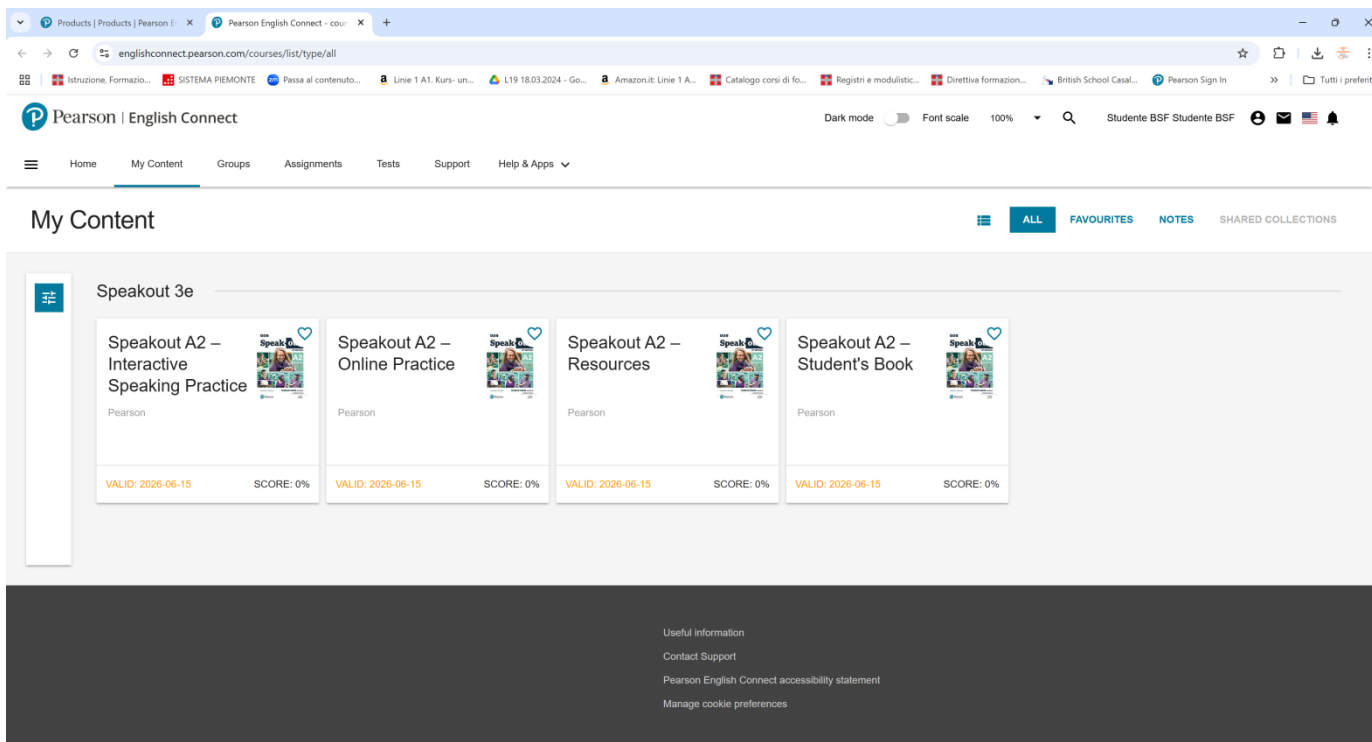 Products | Products | Pearson E
Pearson English Connect - cour
englishconnect.pearson.com/courses/list/type/all
Istruzione, Formazio...
SISTEMA PIEMONTE
Passa al contenuto...
Linie 1 A1. Kurs- un...
L19 18.03.2024 - Go...
Amazon.it: Linie 1 A...
Catalogo corsi di fo...
Registri e modulistic...
Direttiva formazion...
British School Casal...
Pearson Sign In
Tutti i preferit
Pearson | English Connect
Dark mode
Font scale
100%
Studente BSF Studente BSF
Home
My Content
Groups
Assignments
Tests
Support
Help & Apps
My Content
ALL
FAVOURITES
NOTES
SHARED COLLECTIONS
Speakout 3e
Speakout A2 –
Interactive
Speaking Practice
Pearson
VALID: 2026-06-15
SCORE: 0%
Speakout A2 –
Online Practice
Pearson
VALID: 2026-06-15
SCORE: 0%
Speakout A2 –
Resources
Pearson
VALID: 2026-06-15
SCORE: 0%
Speakout A2 –
Student's Book
Pearson
VALID: 2026-06-15
SCORE: 0%
Useful information
Contact Support
Pearson English Connect accessibility statement
Manage cookie preferences